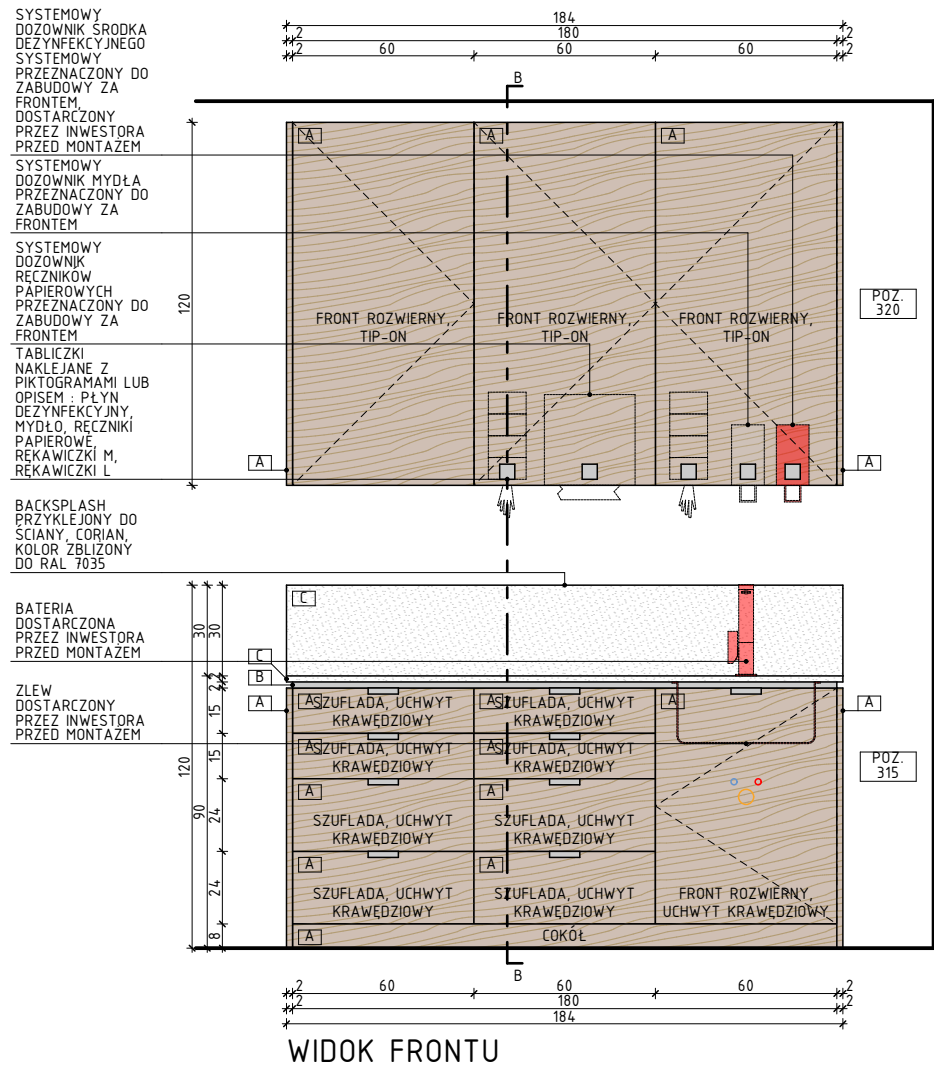 SYSTEMOWY
DOZOWNIK ŚRODKA
DEZYNFEKCYJNEGO
SYSTEMOWY
PRZEZNACZONY DO
ZABUDOWY ZA
FRONTEM,
DOSTARCZONY
PRZEZ INWESTORA
PRZED MONTAŻEM
SYSTEMOWY
DOZOWNIK MYDŁA
PRZEZNACZONY DO
ZABUDOWY ZA
FRONTEM
SYSTEMOWY
DOZOWNIK
RĘCZNIKÓW
PAPIEROWYCH
PRZEZNACZONY DO
ZABUDOWY ZA
FRONTEM
TABLICZKI
NAKLEJANE Z
PIKTOGRAMAMI LUB
OPISEM : PŁYN
DEZYNFEKCYJNY,
MYDŁO, RĘCZNIKI
PAPIEROWE,
RĘKAWICZKI M,
RĘKAWICZKI L
BACKSPLASH
PRZYKLEJONY DO
ŚCIANY, CORIAN,
KOLOR ZBLIŻONY
DO RAL 7035
BATERIA
DOSTARCZONA
PRZEZ INWESTORA
PRZED MONTAŻEM
ZLEW
DOSTARCZONY
PRZEZ INWESTORA
PRZED MONTAŻEM
184
2 180 2
2 60 60 60 2
B
A A A
120
FRONT ROZWIERNY,
TIP-ON
FRONT ROZWIERNY,
TIP-ON
FRONT ROZWIERNY,
TIP-ON
POZ.
320
A A
C
30 30
C
B
2 2 2
A A
15
A SZUFLADA, UCHWYT
KRAWĘDZIOWY
A SZUFLADA, UCHWYT
KRAWĘDZIOWY
A
15
A SZUFLADA, UCHWYT
KRAWĘDZIOWY
A SZUFLADA, UCHWYT
KRAWĘDZIOWY
120
90
POZ.
315
24
A SZUFLADA, UCHWYT
KRAWĘDZIOWY
A SZUFLADA, UCHWYT
KRAWĘDZIOWY
24
A SZUFLADA, UCHWYT
KRAWĘDZIOWY
A SZUFLADA, UCHWYT
KRAWĘDZIOWY
FRONT ROZWIERNY,
UCHWYT KRAWĘDZIOWY
8
A COKÓŁ
B
2 60 60 60 2
2 180 2
184
WIDOK FRONTU